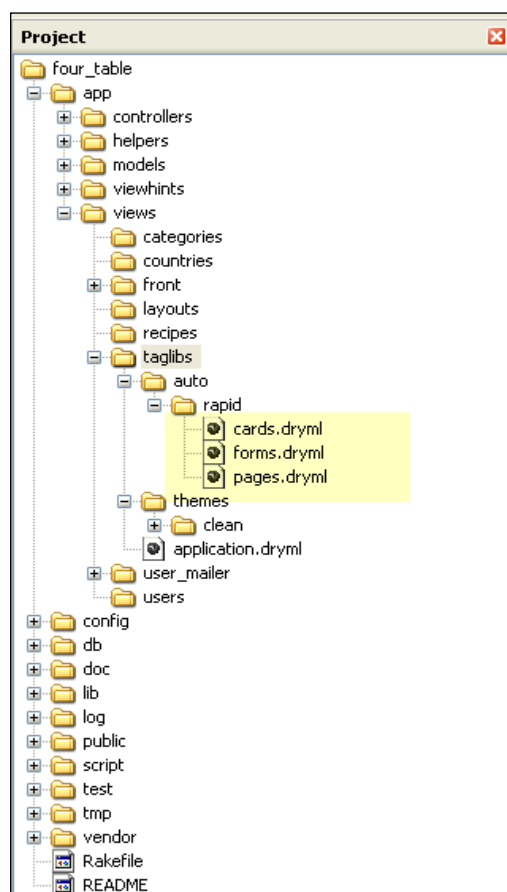 Project
four_table
app
controllers
helpers
models
viewhints
views
categories
countries
front
layouts
recipes
taglibs
auto
rapid
cards.dryml
forms.dryml
pages.dryml
themes
clean
application.dryml
user_mailer
users
config
db
doc
lib
log
public
script
test
tmp
vendor
Rakefile
README